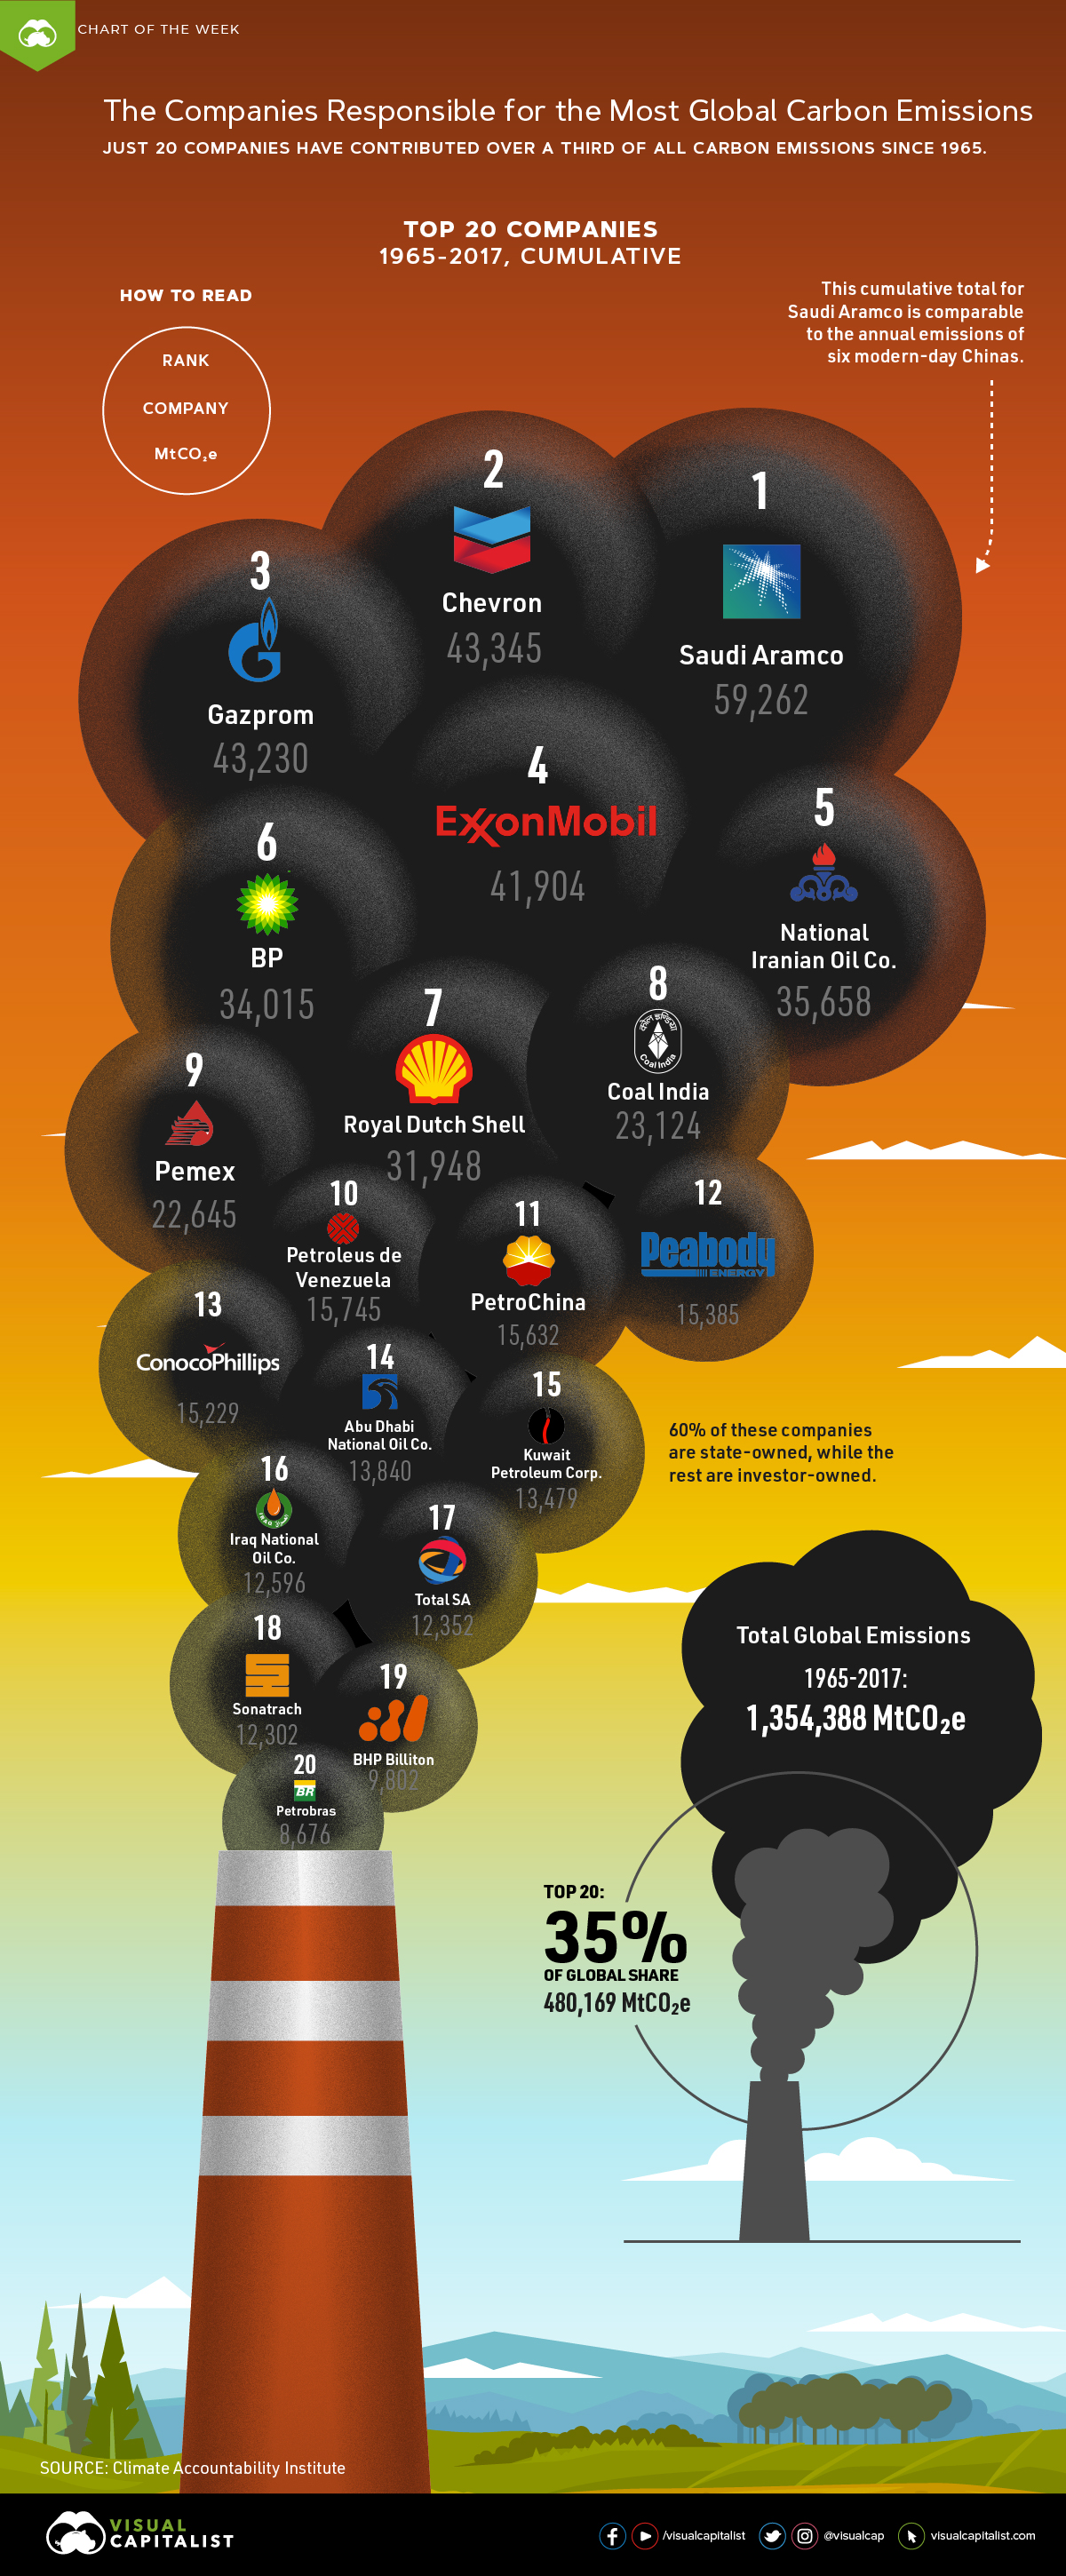 CHART OF THE WEEK
The Companies Responsible for the Most Global Carbon Emissions
JUST 20 COMPANIES HAVE CONTRIBUTED OVER A THIRD OF ALL CARBON EMISSIONS SINCE 1965.
TOP 20 COMPANIES
1965-2017, CUMULATIVE
HOW TO READ
RANK
COMPANY
MtCO₂e
This cumulative total for
Saudi Aramco is comparable
to the annual emissions of
six modern-day Chinas.
1
Saudi Aramco
59,262
2
Chevron
43,345
3
Gazprom
43,230
4
ExxonMobil
41,904
5
National
Iranian Oil Co.
35,658
6
BP
34,015
7
Royal Dutch Shell
31,948
8
कोल इण्डिया
Coal India
Coal India
23,124
9
Pemex
22,645
10
Petroleus de
Venezuela
15,745
11
PetroChina
15,632
12
Peabody
ENERGY
15,385
13
ConocoPhillips
15,229
14
Abu Dhabi
National Oil Co.
13,840
15
Kuwait
Petroleum Corp.
13,479
16
Iraq National
Oil Co.
12,596
17
Total SA
12,352
18
Sonatrach
12,302
19
BHP Billiton
9,802
20
BR
Petrobras
8,676
60% of these companies
are state-owned, while the
rest are investor-owned.
Total Global Emissions
1965-2017:
1,354,388 MtCO₂e
TOP 20:
35%
OF GLOBAL SHARE
480,169 MtCO₂e
SOURCE: Climate Accountability Institute
VISUAL
CAPITALIST
/visualcapitalist
@visualcap
visualcapitalist.com